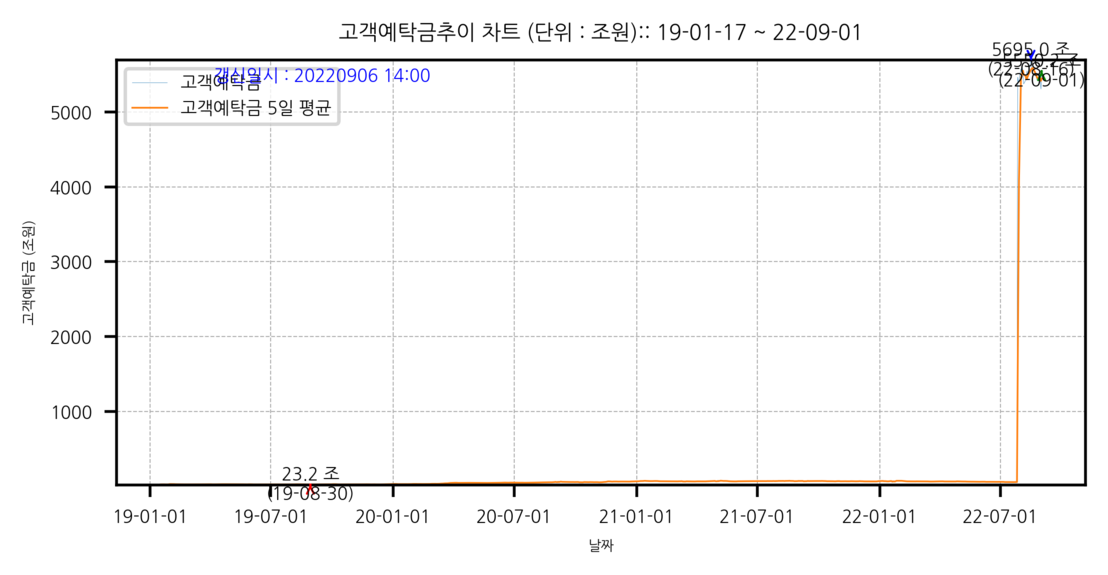 고객예탁금추이 차트 (단위 : 조원):: 19-01-17 ~ 22-09-01
5695.0 조
(22-08-16)
(22-09-01)
갱신일시 : 20220906 14:00
고객예탁금
고객예탁금 5일 평균
5000
4000
3000
2000
1000
고객예탁금 (조원)
23.2 조
(19-08-30)
19-01-01
19-07-01
20-01-01
20-07-01
21-01-01
21-07-01
22-01-01
22-07-01
날짜